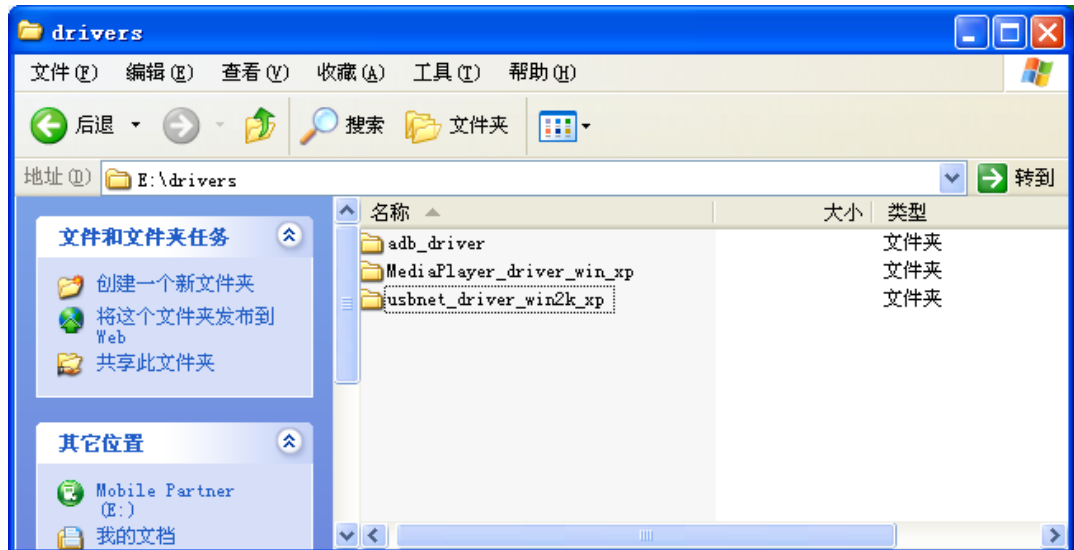 drivers
文件(F) 编辑(E) 查看(V) 收藏(A) 工具(T) 帮助(H)
后退 搜索 文件夹
地址(D) E:\drivers 转到
名称 大小 类型
文件和文件夹任务
adb_driver 文件夹
MediaPlayer_driver_win_xp 文件夹
usbnet_driver_win2k_xp 文件夹
创建一个新文件夹
将这个文件夹发布到
Web
共享此文件夹
其它位置
Mobile Partner
(E:)
我的文档